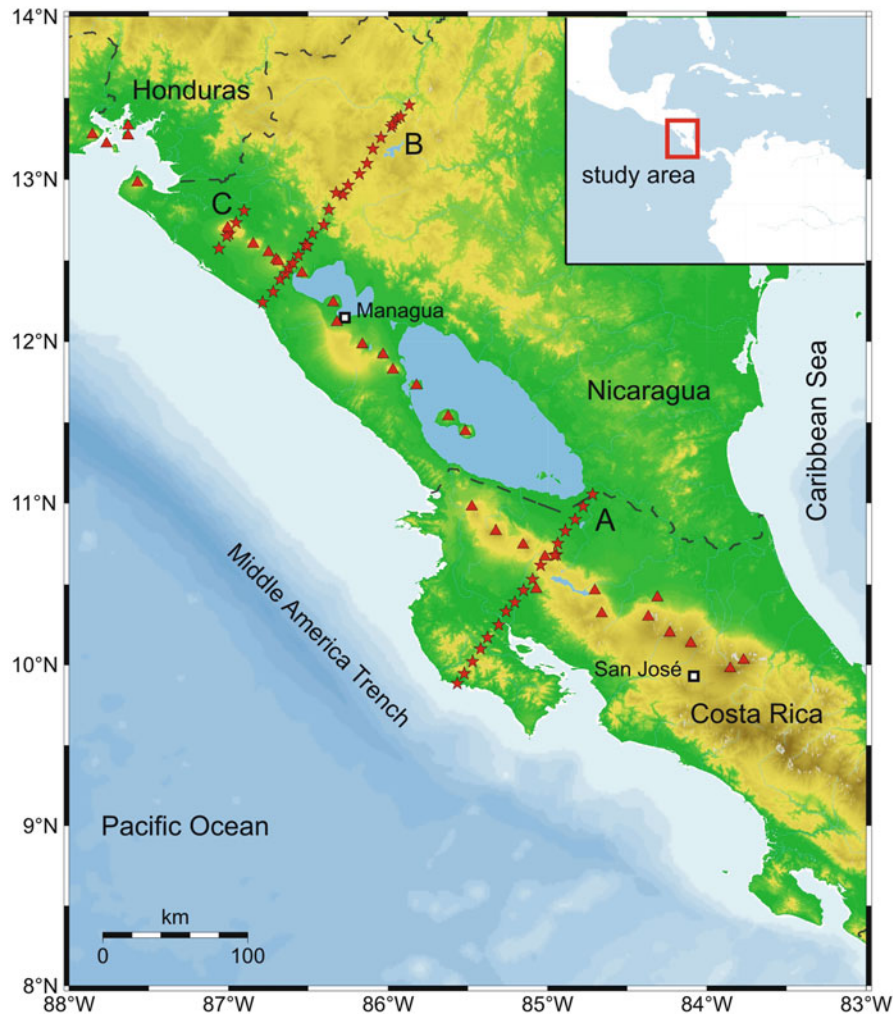 14°N
13°N
12°N
11°N
10°N
9°N
8°N
88°W
87°W
86°W
85°W
84°W
83°W
Honduras
B
C
study area
Managua
Nicaragua
Caribbean Sea
A
Middle America Trench
San José
Costa Rica
Pacific Ocean
km
0
100